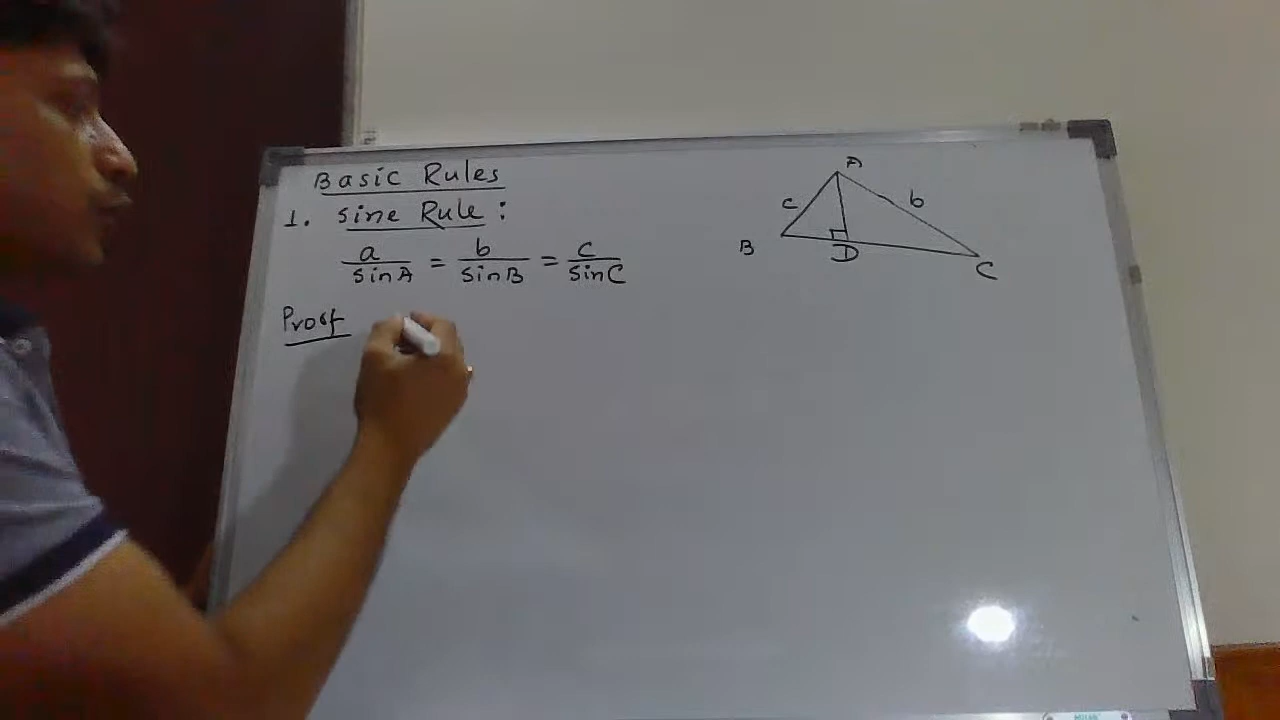 Basic Rules
1. Sine Rule:
a/sinA = b/sinB = c/sinC
Proof
A
c b
B D C